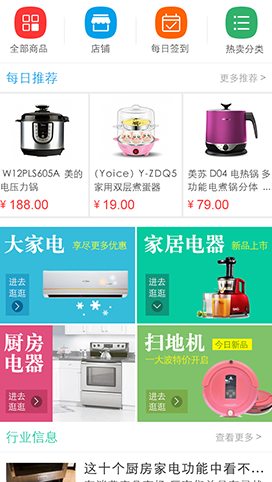 全部商品 店铺 每日签到 热卖分类
每日推荐 更多推荐 >
W12PLS605A 美的 (Yoice) Y-ZDQ5 美苏 D04 电热锅 多
电压力锅 家用双层煮蛋器 功能电煮锅分体
¥ 188.00 ¥ 19.00 ¥ 79.00
大家电 享尽更多优惠
进去
逛逛
家居电器 新品上市
进去
逛逛
厨房
电器
进去
逛逛
扫地机 今日新品
一大波特价开启
进去
逛逛
行业信息 查看更多 >
这十个厨房家电功能中看不...